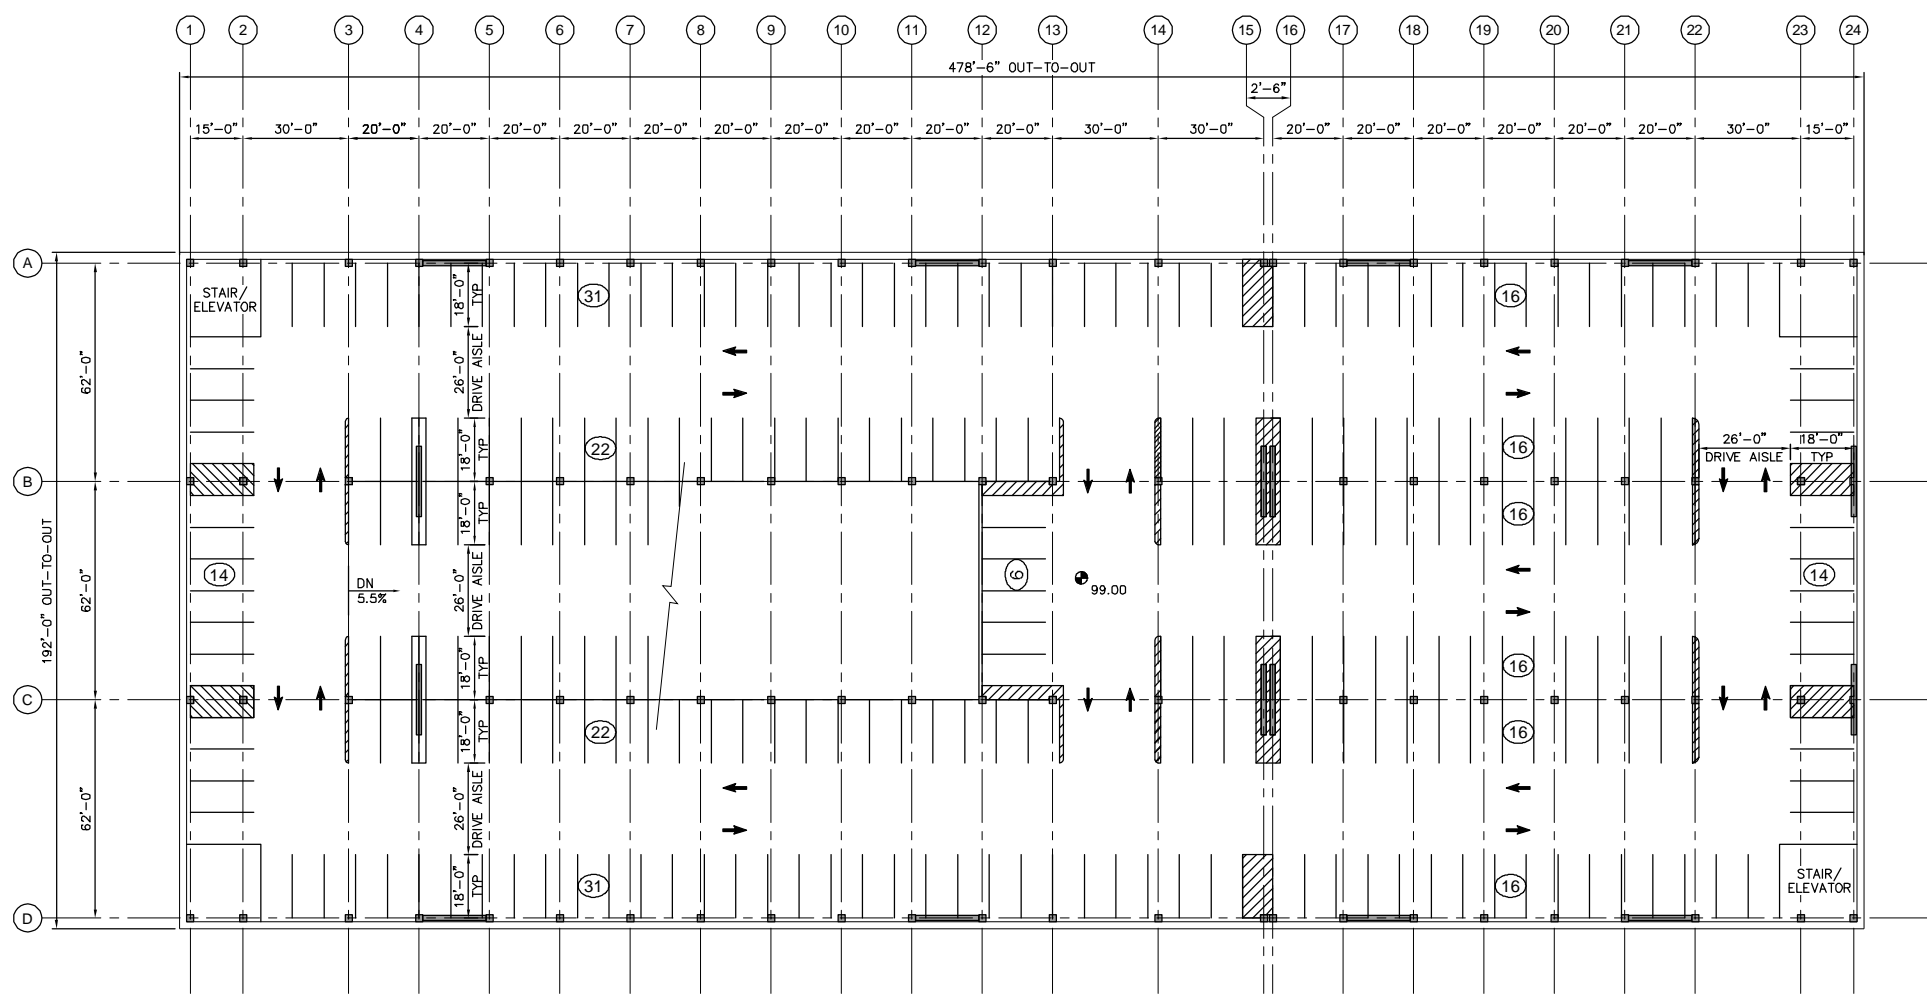 1 2 3 4 5 6 7 8 9 10 11 12 13 14 15 16 17 18 19 20 21 22 23 24
478'-6" OUT-TO-OUT
2'-6"
15'-0" 30'-0" 20'-0" 20'-0" 20'-0" 20'-0" 20'-0" 20'-0" 20'-0" 20'-0" 20'-0" 20'-0" 30'-0" 30'-0" 20'-0" 20'-0" 20'-0" 20'-0" 20'-0" 20'-0" 30'-0" 15'-0"
A
STAIR/
ELEVATOR
18'-0"
TYP
31
16
62'-0"
26'-0"
DRIVE AISLE
22
18'-0"
TYP
16
26'-0"
DRIVE AISLE
18'-0"
TYP
B
18'-0"
TYP
16
192'-0" OUT-TO-OUT
62'-0"
14
DN
5.5%
26'-0"
DRIVE AISLE
6
99.00
14
18'-0"
TYP
16
C
18'-0"
TYP
22
16
62'-0"
26'-0"
DRIVE AISLE
18'-0"
TYP
31
16
STAIR/
ELEVATOR
D